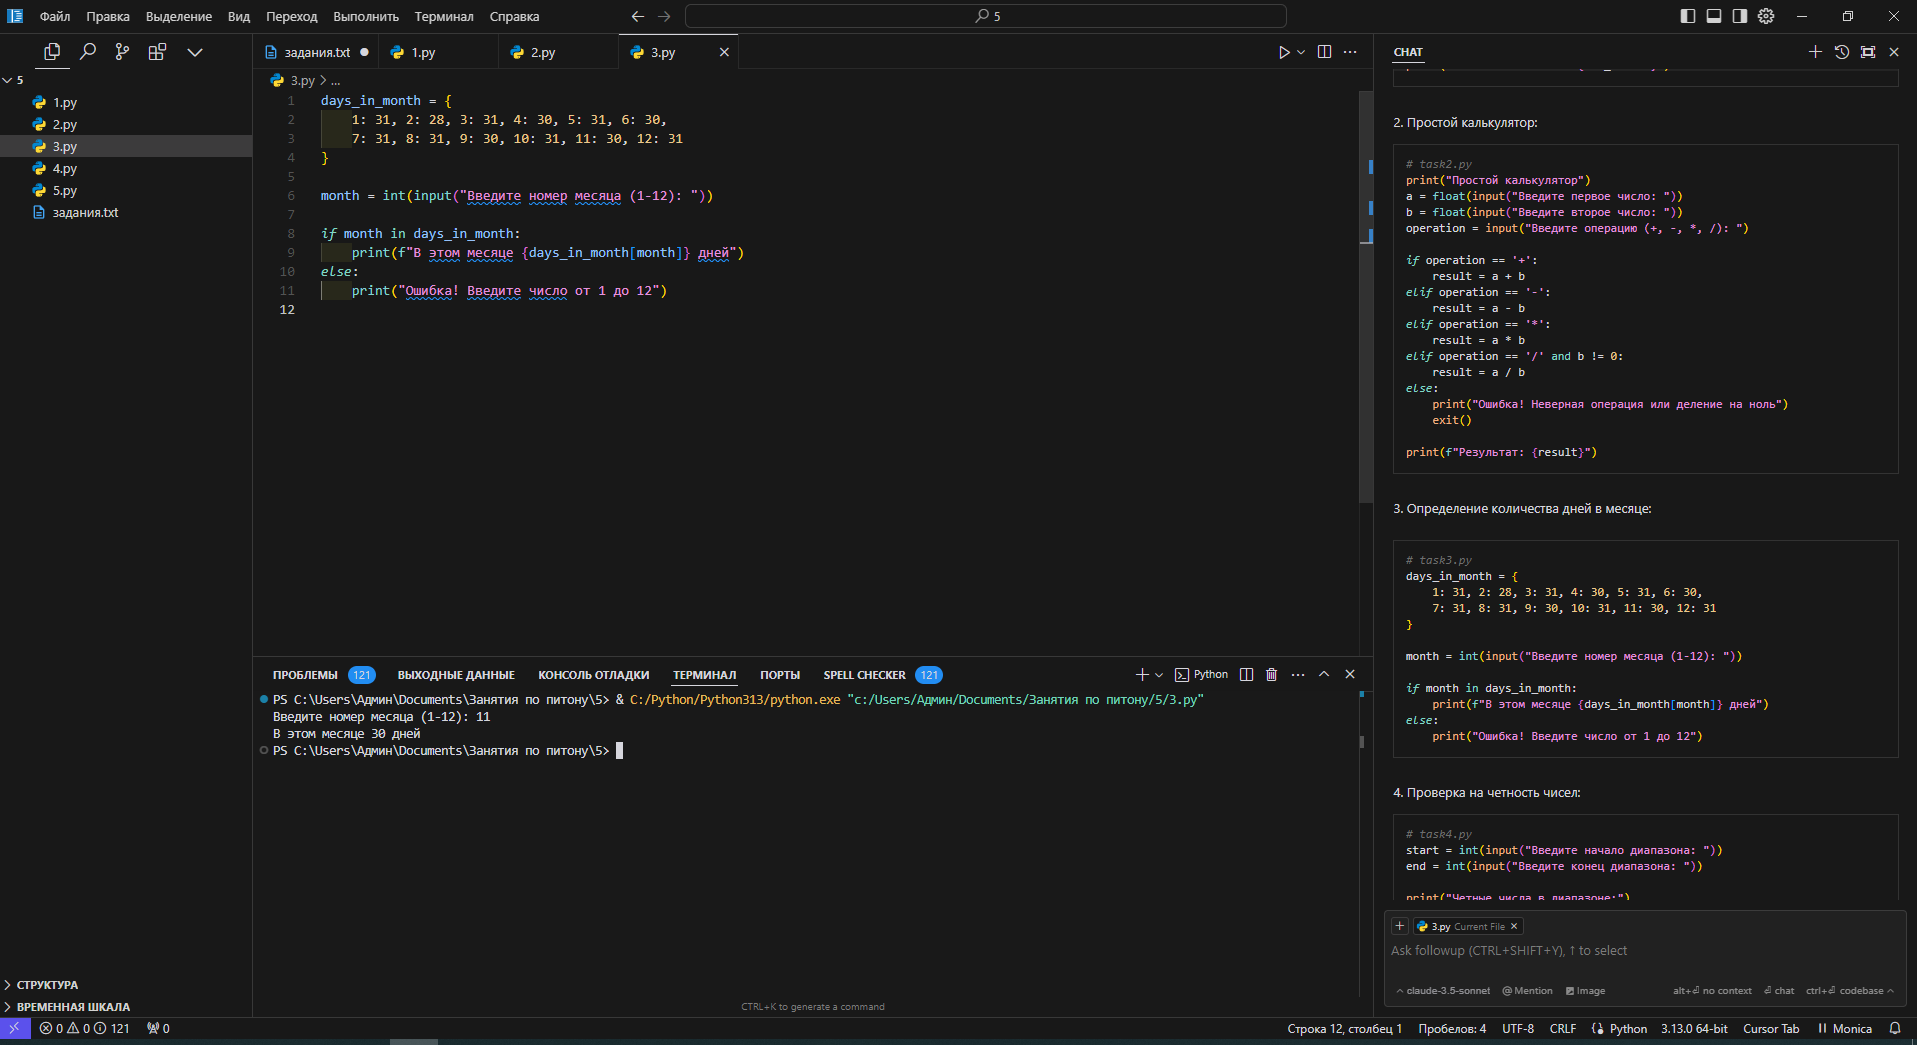 Файл Правка Выделение Вид Переход Выполнить Терминал Справка
5
5
1.py
2.py
3.py
4.py
5.py
задания.txt
СТРУКТУРА
ВРЕМЕННАЯ ШКАЛА
задания.txt 1.py 2.py 3.py
3.py > ...
1 days_in_month = {
2 1: 31, 2: 28, 3: 31, 4: 30, 5: 31, 6: 30,
3 7: 31, 8: 31, 9: 30, 10: 31, 11: 30, 12: 31
4 }
5
6 month = int(input("Введите номер месяца (1-12): "))
7
8 if month in days_in_month:
9 print(f"В этом месяце {days_in_month[month]} дней")
10 else:
11 print("Ошибка! Введите число от 1 до 12")
12
ПРОБЛЕМЫ 121 ВЫХОДНЫЕ ДАННЫЕ КОНСОЛЬ ОТЛАДКИ ТЕРМИНАЛ ПОРТЫ SPELL CHECKER 121 Python
PS C:\Users\Админ\Documents\Занятия по питону\5> & C:/Python/Python313/python.exe "c:/Users/Админ/Documents/Занятия по питону/5/3.py"
Введите номер месяца (1-12): 11
В этом месяце 30 дней
PS C:\Users\Админ\Documents\Занятия по питону\5>
CTRL+K to generate a command
CHAT
2. Простой калькулятор:
# task2.py
print("Простой калькулятор")
a = float(input("Введите первое число: "))
b = float(input("Введите второе число: "))
operation = input("Введите операцию (+, -, *, /): ")
if operation == '+':
result = a + b
elif operation == '-':
result = a - b
elif operation == '*':
result = a * b
elif operation == '/' and b != 0:
result = a / b
else:
print("Ошибка! Неверная операция или деление на ноль")
exit()
print(f"Результат: {result}")
3. Определение количества дней в месяце:
# task3.py
days_in_month = {
1: 31, 2: 28, 3: 31, 4: 30, 5: 31, 6: 30,
7: 31, 8: 31, 9: 30, 10: 31, 11: 30, 12: 31
}
month = int(input("Введите номер месяца (1-12): "))
if month in days_in_month:
print(f"В этом месяце {days_in_month[month]} дней")
else:
print("Ошибка! Введите число от 1 до 12")
4. Проверка на четность чисел:
# task4.py
start = int(input("Введите начало диапазона: "))
end = int(input("Введите конец диапазона: "))
print("Четные числа в диапазоне:")
3.py Current File
Ask followup (CTRL+SHIFT+Y), ↑ to select
claude-3.5-sonnet @ Mention Image alt+⏎ no context ⏎ chat ctrl+⏎ codebase
0 0 121 0 Строка 12, столбец 1 Пробелов: 4 UTF-8 CRLF Python 3.13.0 64-bit Cursor Tab Monica